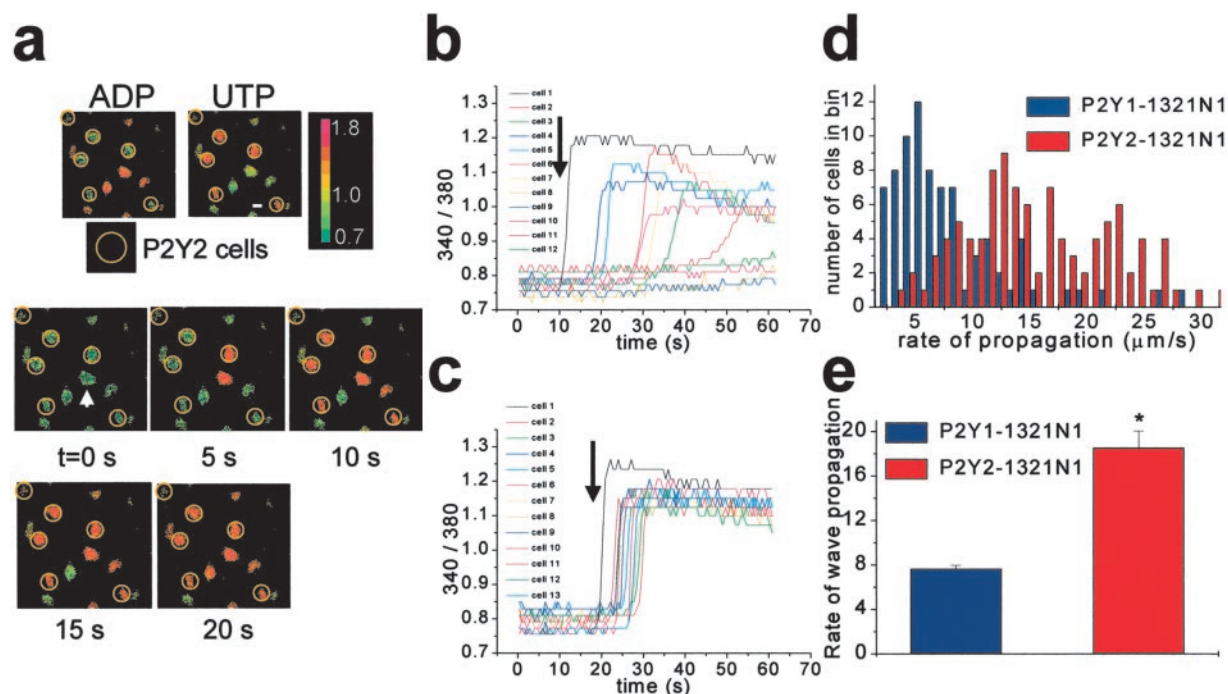 a
ADP UTP
1.8
1.0
0.7
P2Y2 cells
t=0 s 5 s 10 s
15 s 20 s
b
340 / 380
1.3
1.2
1.1
1.0
0.9
0.8
0.7
cell 1
cell 2
cell 3
cell 4
cell 5
cell 6
cell 7
cell 8
cell 9
cell 10
cell 11
cell 12
0 10 20 30 40 50 60 70
time (s)
c
340 / 380
1.3
1.2
1.1
1.0
0.9
0.8
0.7
cell 1
cell 2
cell 3
cell 4
cell 5
cell 6
cell 7
cell 8
cell 9
cell 10
cell 11
cell 12
cell 13
0 10 20 30 40 50 60 70
time (s)
d
number of cells in bin
12
10
8
6
4
2
0
P2Y1-1321N1
P2Y2-1321N1
5 10 15 20 25 30
rate of propagation (μm/s)
e
Rate of wave propagation
20
16
12
8
4
0
P2Y1-1321N1
P2Y2-1321N1
*